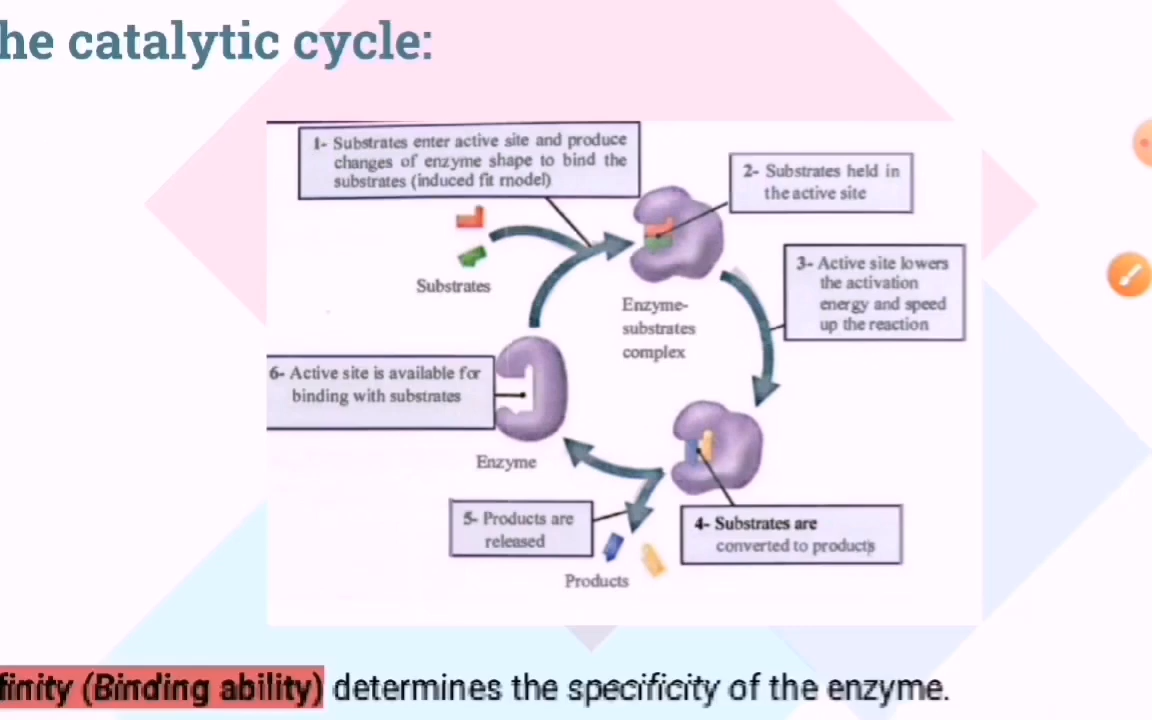 he catalytic cycle:
1- Substrates enter active site and produce
changes of enzyme shape to bind the
substrates (induced fit model)
2- Substrates held in
the active site
Substrates
3- Active site lowers
the activation
energy and speed
up the reaction
Enzyme-
substrates
complex
6- Active site is available for
binding with substrates
Enzyme
5- Products are
released
4- Substrates are
converted to products
Products
finity (Binding ability) determines the specificity of the enzyme.